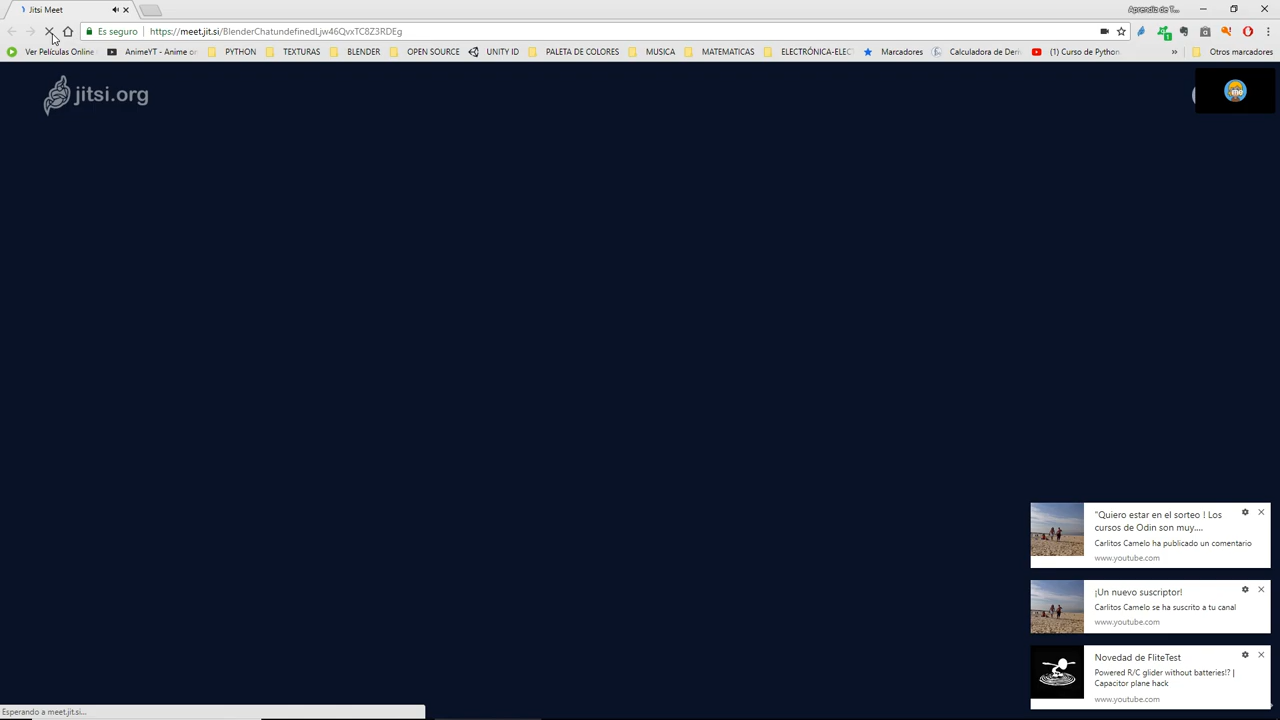 Jitsi Meet
Aprendiz de T...
Es seguro
https://meet.jit.si/BlenderChatundefinedLjw46QvxTC8Z3RDEg
Ver Películas Online
AnimeYT - Anime on
PYTHON
TEXTURAS
BLENDER
OPEN SOURCE
UNITY ID
PALETA DE COLORES
MUSICA
MATEMATICAS
ELECTRÓNICA-ELEC
Marcadores
Calculadora de Deri
(1) Curso de Python
»
Otros marcadores
jitsi.org
"Quiero estar en el sorteo ! Los
cursos de Odin son muy....
Carlitos Camelo ha publicado un comentario
www.youtube.com
¡Un nuevo suscriptor!
Carlitos Camelo se ha suscrito a tu canal
www.youtube.com
Novedad de FliteTest
Powered R/C glider without batteries!? |
Capacitor plane hack
www.youtube.com
Esperando a meet.jit.si...